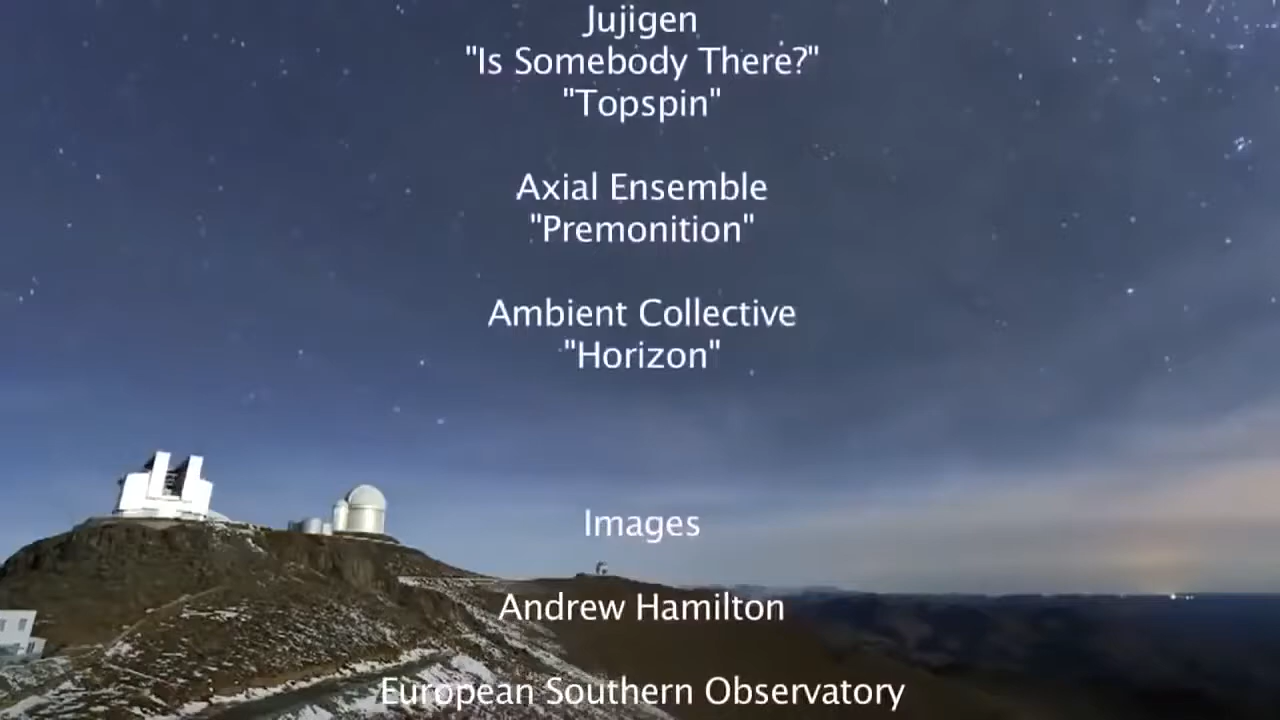 Jujigen
"Is Somebody There?"
"Topspin"
Axial Ensemble
"Premonition"
Ambient Collective
"Horizon"
Images
Andrew Hamilton
European Southern Observatory